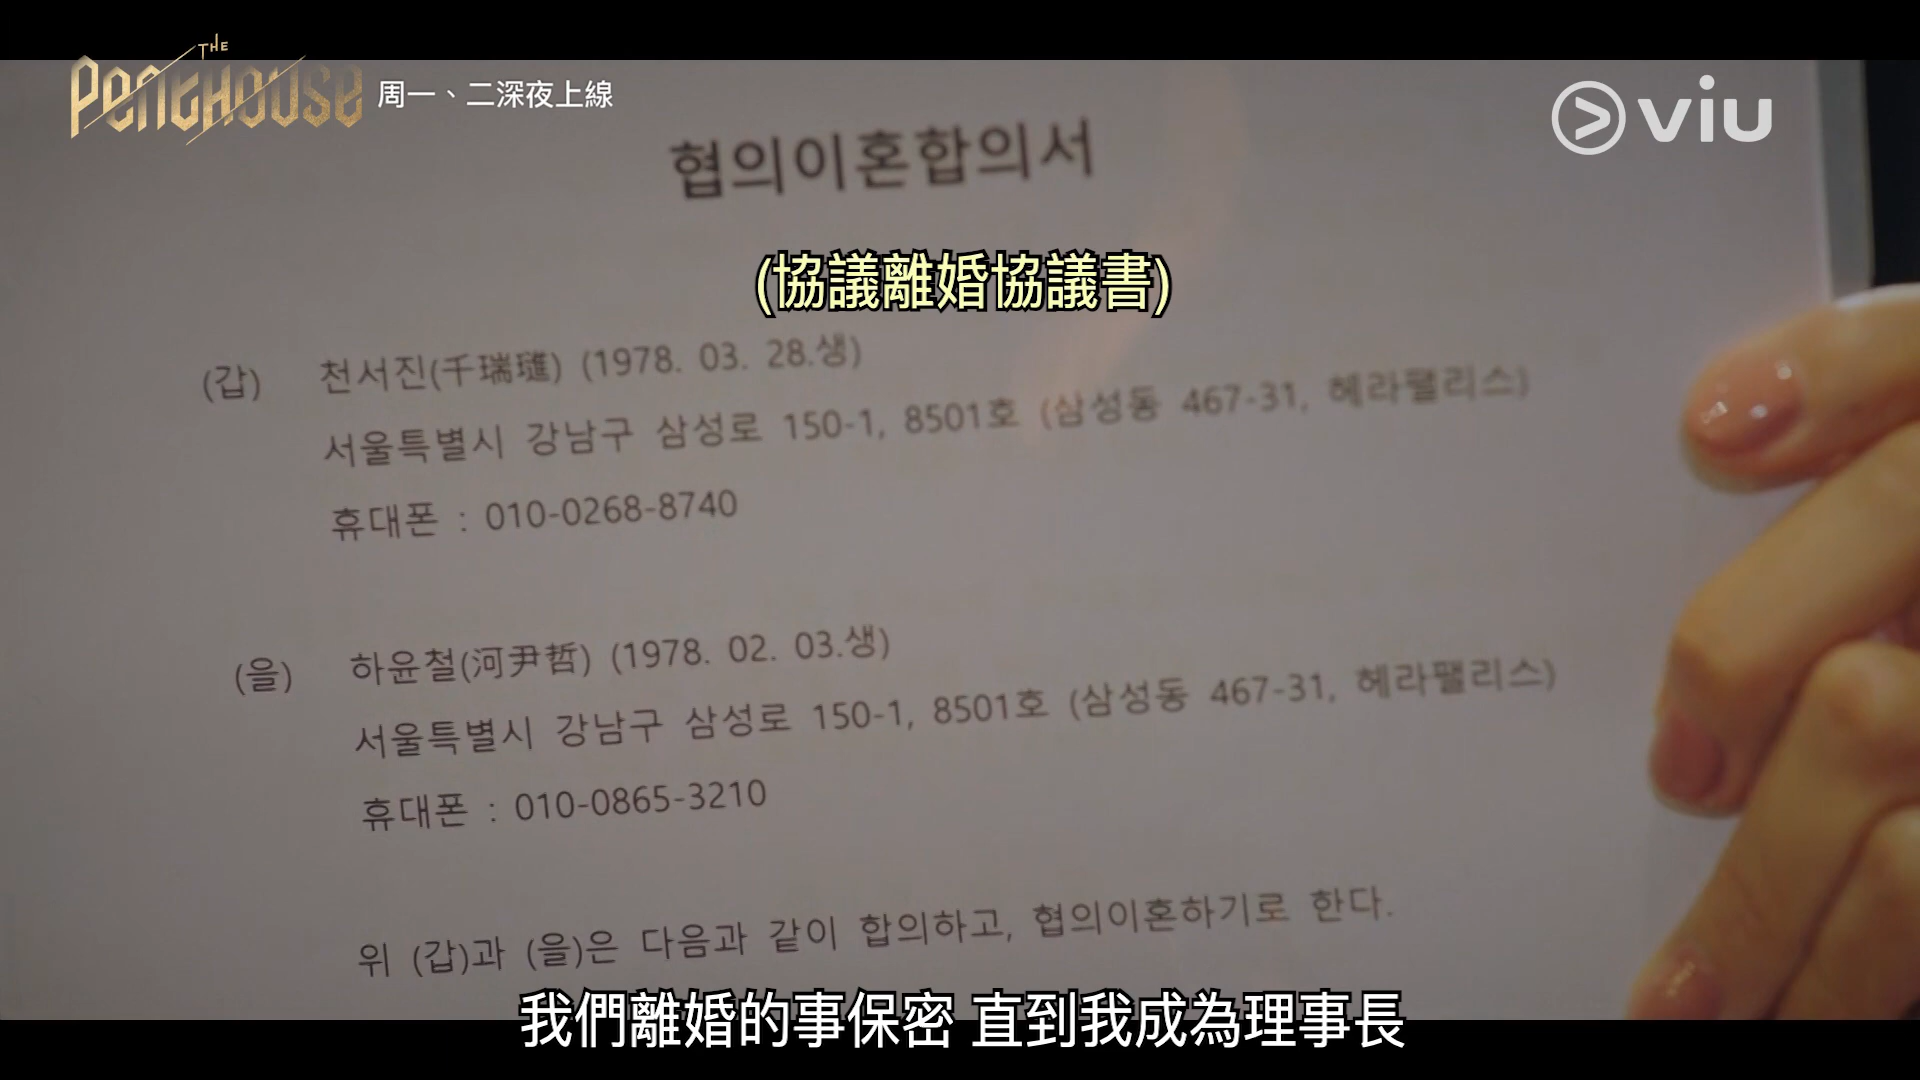 THE
PENTHOUSE 周一、二深夜上線
viu
협의이혼합의서
(協議離婚協議書)
(갑) 천서진(千瑞璡) (1978. 03. 28.생)
서울특별시 강남구 삼성로 150-1, 8501호 (삼성동 467-31, 헤라팰리스)
휴대폰 : 010-0268-8740
(을) 하윤철(河尹哲) (1978. 02. 03.생)
서울특별시 강남구 삼성로 150-1, 8501호 (삼성동 467-31, 헤라팰리스)
휴대폰 : 010-0865-3210
위 (갑)과 (을)은 다음과 같이 합의하고, 협의이혼하기로 한다.
我們離婚的事保密 直到我成為理事長